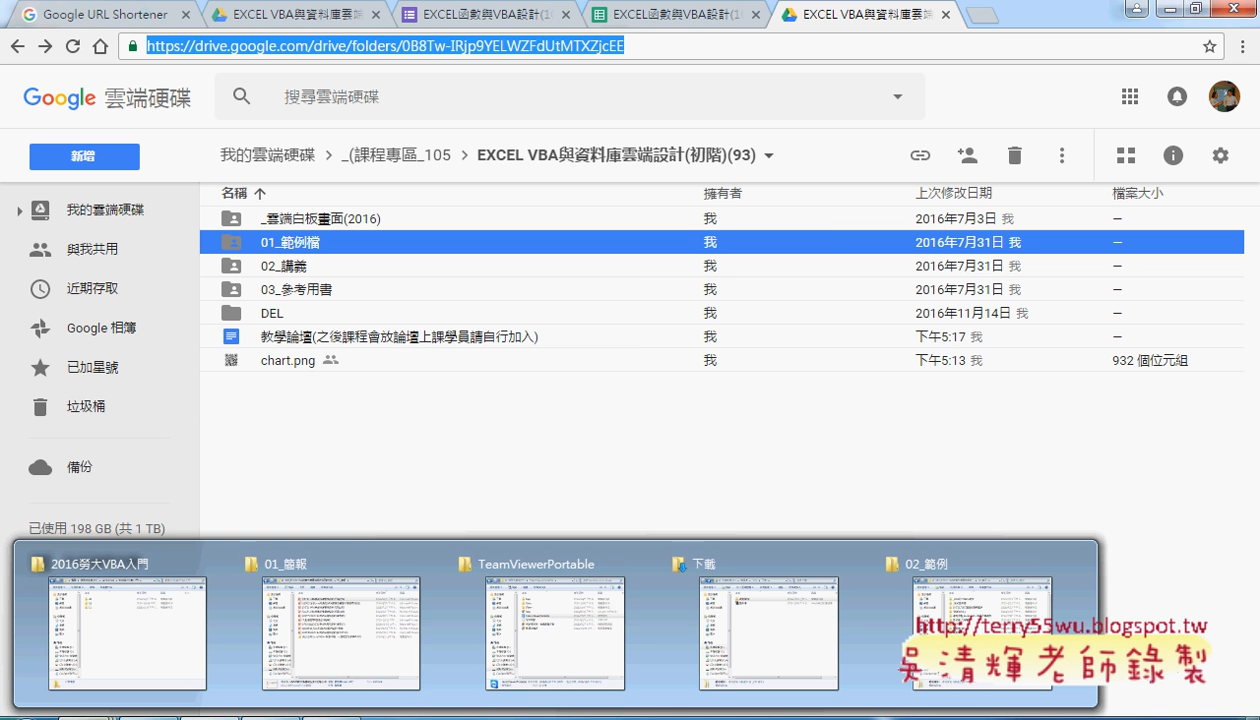 Google URL Shortener
EXCEL VBA與資料庫雲端
EXCEL函數與VBA設計(1
EXCEL函數與VBA設計(1
EXCEL VBA與資料庫雲端
https://drive.google.com/drive/folders/0B8Tw-IRjp9YELWZFdUtMTXZjcEE
Google 雲端硬碟
搜尋雲端硬碟
新增
我的雲端硬碟 > _(課程專區_105 > EXCEL VBA與資料庫雲端設計(初階)(93)
我的雲端硬碟
與我共用
近期存取
Google 相簿
已加星號
垃圾桶
備份
已使用 198 GB (共 1 TB)
名稱 擁有者 上次修改日期 檔案大小
_雲端白板畫面(2016) 我 2016年7月3日 我 –
01_範例檔 我 2016年7月31日 我 –
02_講義 我 2016年7月31日 我 –
03_參考用書 我 2016年7月31日 我 –
DEL 我 2016年11月14日 我 –
教學論壇(之後課程會放論壇上課學員請自行加入) 我 下午5:17 我 –
chart.png 我 下午5:13 我 932 個位元組
2016勞大VBA入門
01_簡報
TeamViewerPortable
下載
02_範例
http://terry55wu.blogspot.tw
吳清輝老師錄製